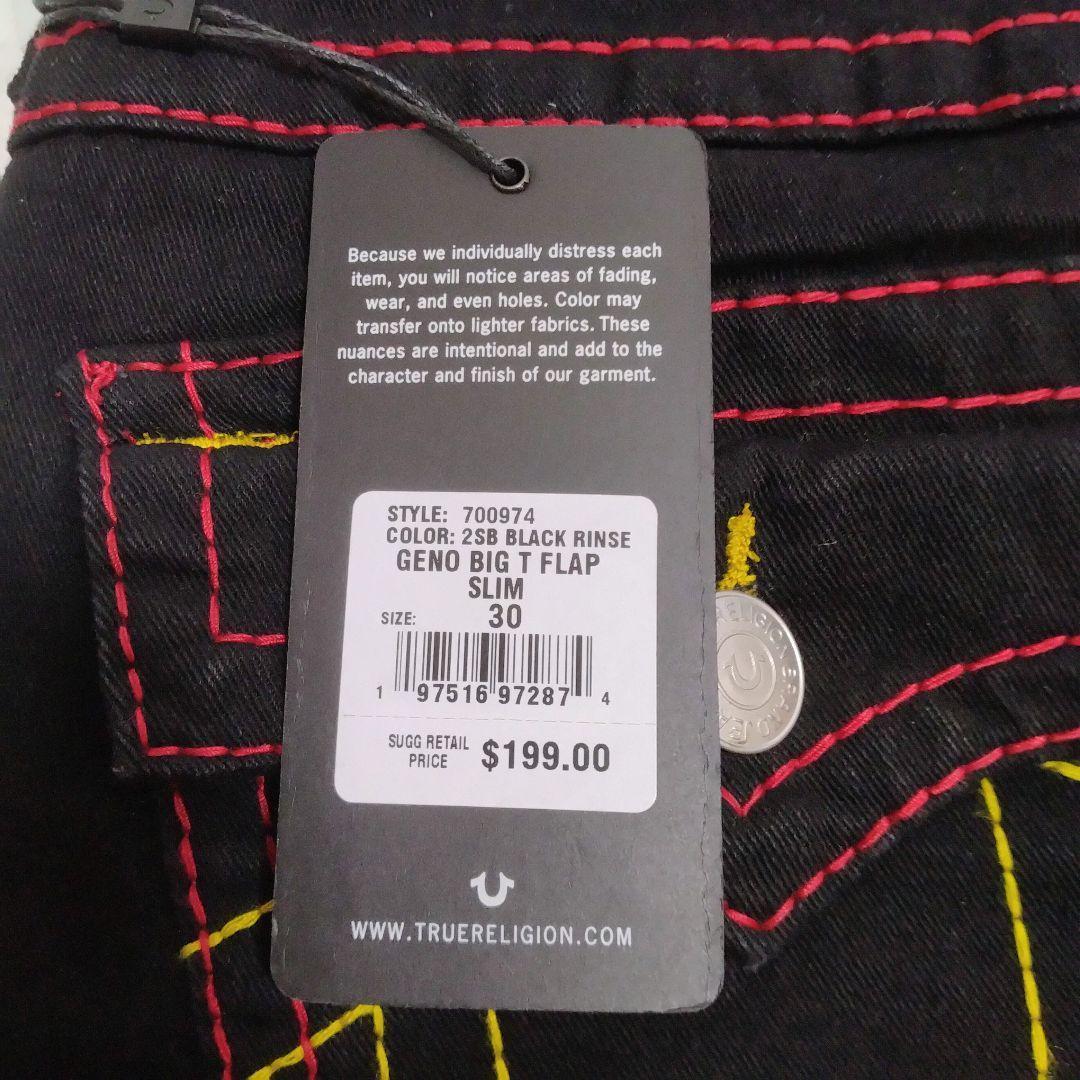 Because we individually distress each
item, you will notice areas of fading,
wear, and even holes. Color may
transfer onto lighter fabrics. These
nuances are intentional and add to the
character and finish of our garment.
STYLE: 700974
COLOR: 2SB BLACK RINSE
GENO BIG T FLAP
SLIM
SIZE: 30
1 97516 97287 4
SUGG RETAIL
PRICE $199.00
WWW.TRUERELIGION.COM
RELIGION BRAND